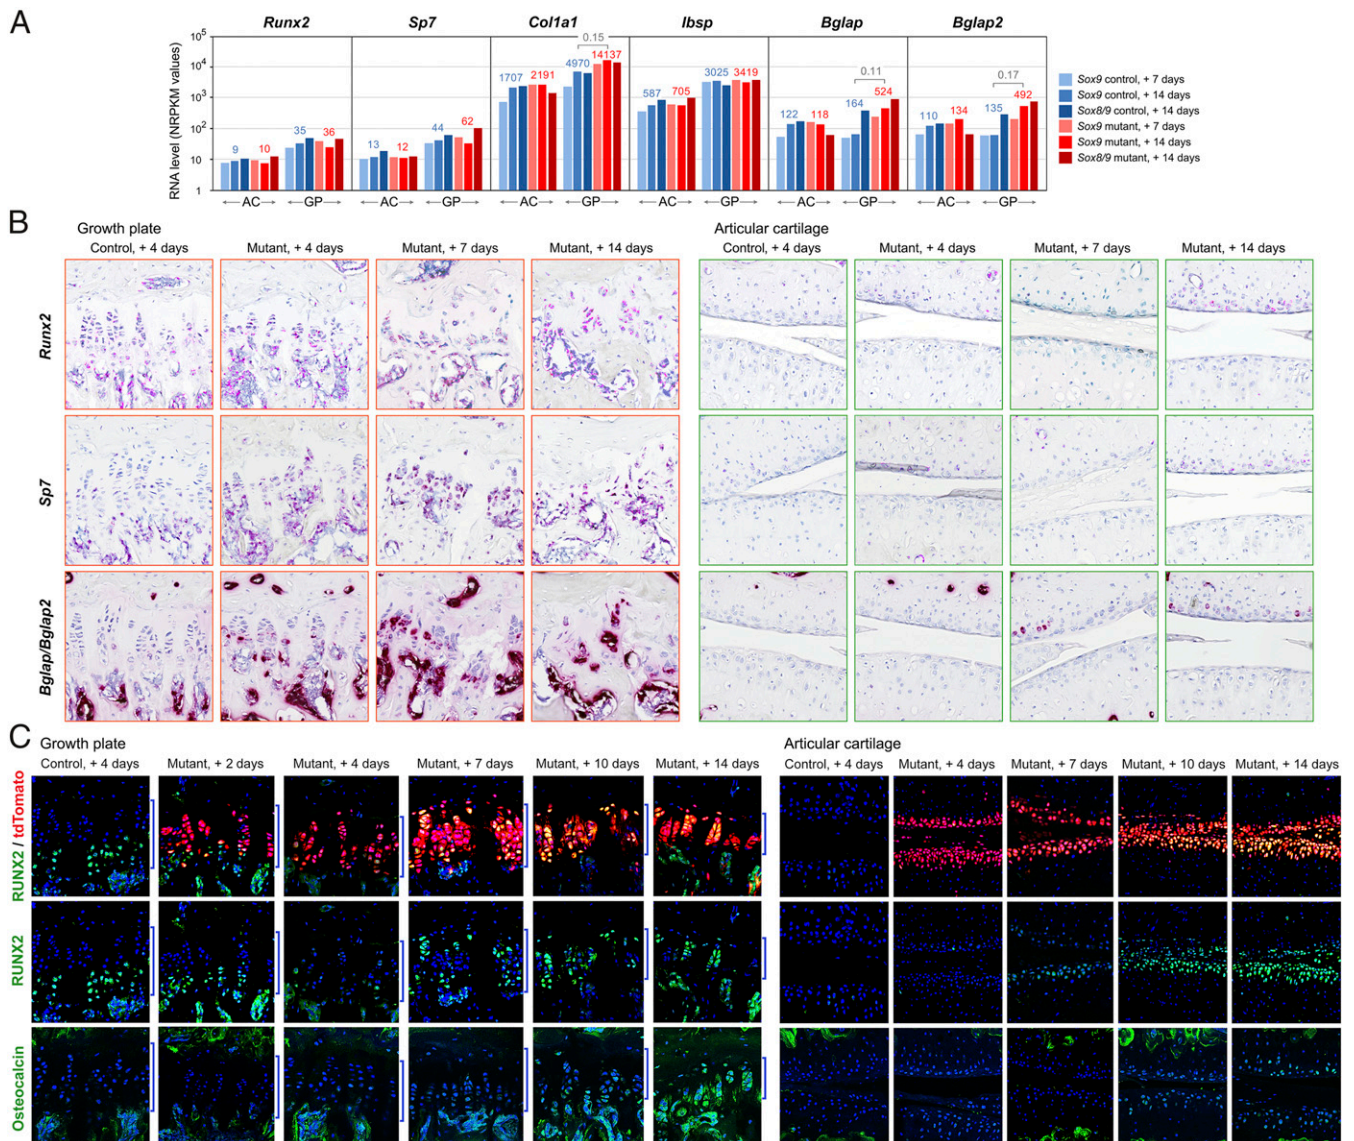 A
Runx2 Sp7 Col1a1 Ibsp Bglap Bglap2
RNA level (NRPKM values)
10⁵
10⁴
10³
10²
10
1
9 10 35 36
13 12 44 62
1707 2191 4970 14137 0.15
587 705 3025 3419
122 118 164 524 0.11
110 134 135 492 0.17
AC GP AC GP AC GP AC GP AC GP AC GP
Sox9 control, + 7 days
Sox9 control, + 14 days
Sox8/9 control, + 14 days
Sox9 mutant, + 7 days
Sox9 mutant, + 14 days
Sox8/9 mutant, + 14 days
B
Growth plate Articular cartilage
Control, + 4 days Mutant, + 4 days Mutant, + 7 days Mutant, + 14 days Control, + 4 days Mutant, + 4 days Mutant, + 7 days Mutant, + 14 days
Runx2
Sp7
Bglap/Bglap2
C
Growth plate Articular cartilage
Control, + 4 days Mutant, + 2 days Mutant, + 4 days Mutant, + 7 days Mutant, + 10 days Mutant, + 14 days Control, + 4 days Mutant, + 4 days Mutant, + 7 days Mutant, + 10 days Mutant, + 14 days
RUNX2 / tdTomato
RUNX2
Osteocalcin